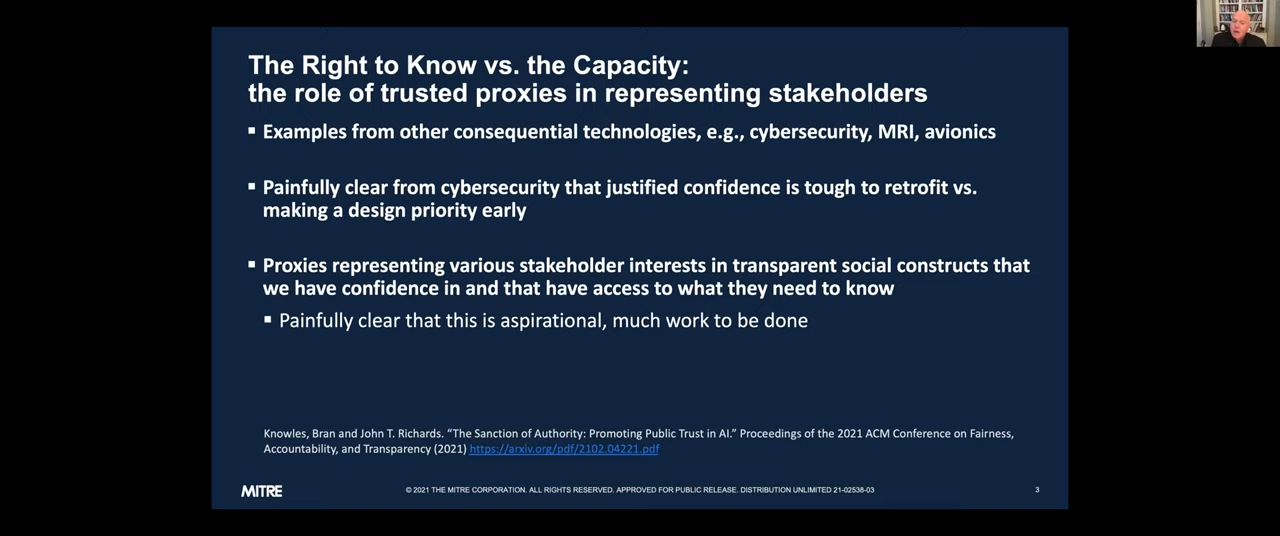 The Right to Know vs. the Capacity:
the role of trusted proxies in representing stakeholders
▪ Examples from other consequential technologies, e.g., cybersecurity, MRI, avionics
▪ Painfully clear from cybersecurity that justified confidence is tough to retrofit vs.
making a design priority early
▪ Proxies representing various stakeholder interests in transparent social constructs that
we have confidence in and that have access to what they need to know
▪ Painfully clear that this is aspirational, much work to be done
Knowles, Bran and John T. Richards. “The Sanction of Authority: Promoting Public Trust in AI.” Proceedings of the 2021 ACM Conference on Fairness,
Accountability, and Transparency (2021) https://arxiv.org/pdf/2102.04221.pdf
MITRE
© 2021 THE MITRE CORPORATION. ALL RIGHTS RESERVED. APPROVED FOR PUBLIC RELEASE. DISTRIBUTION UNLIMITED 21-02538-03
3